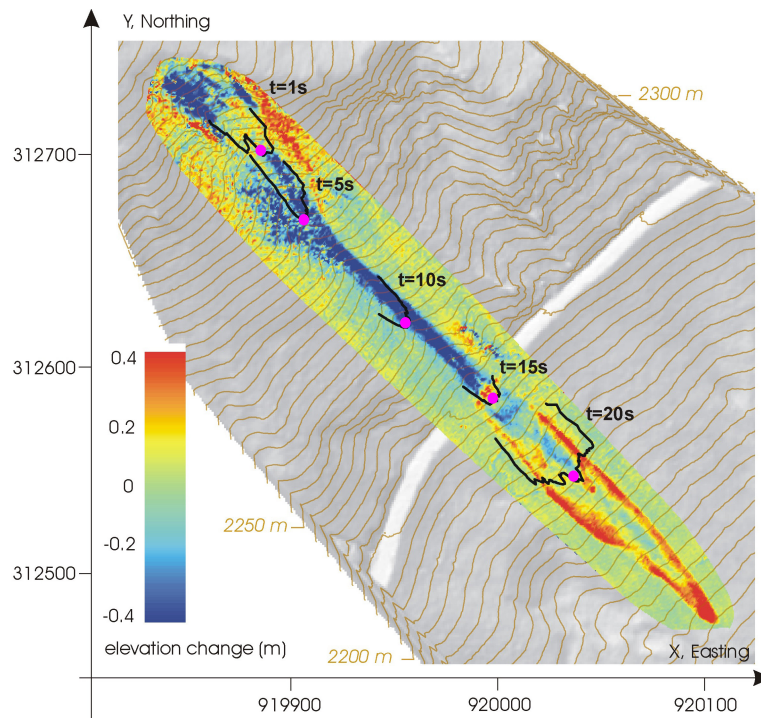 Y, Northing
t=1s
2300 m
312700
t=5s
t=10s
312600
0.4
t=15s
0.2
t=20s
0
2250 m
-0.2
312500
-0.4
elevation change (m)
2200 m
X, Easting
919900
920000
920100